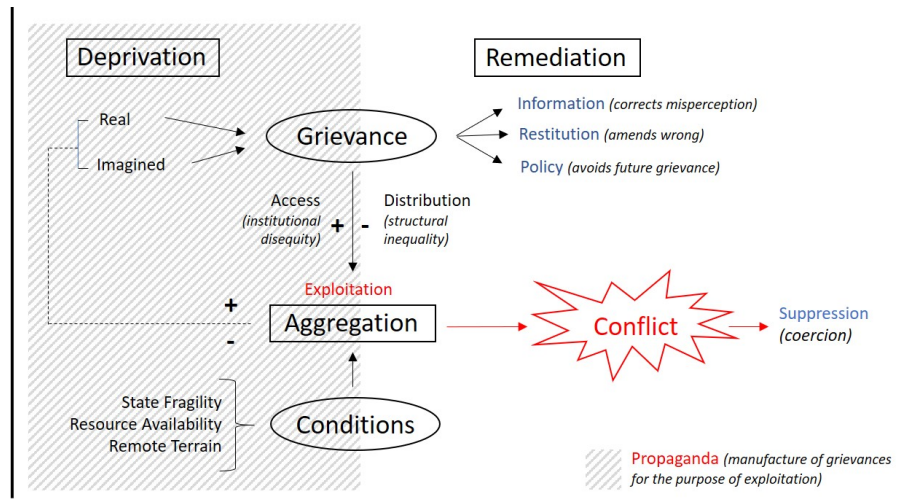 Deprivation
Remediation
Real
Imagined
Grievance
Information (corrects misperception)
Restitution (amends wrong)
Policy (avoids future grievance)
Access
(institutional
disequity)
+
-
Distribution
(structural
inequality)
Exploitation
Aggregation
+
-
Conflict
Suppression
(coercion)
State Fragility
Resource Availability
Remote Terrain
Conditions
Propaganda (manufacture of grievances
for the purpose of exploitation)